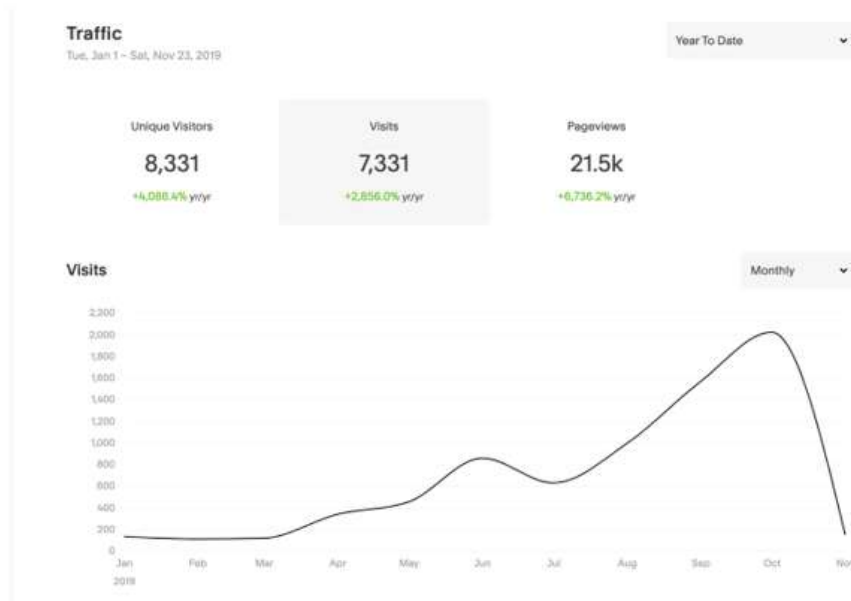 Traffic
Year To Date
Tue, Jan 1 – Sat, Nov 23, 2019
Unique Visitors
Visits
Pageviews
8,331
7,331
21.5k
+4,086.4% yr/yr
+2,856.0% yr/yr
+6,736.2% yr/yr
Visits
Monthly
2,200
2,000
1,800
1,600
1,400
1,200
1,000
800
600
400
200
0
Jan Feb Mar Apr May Jun Jul Aug Sep Oct Nov
2019